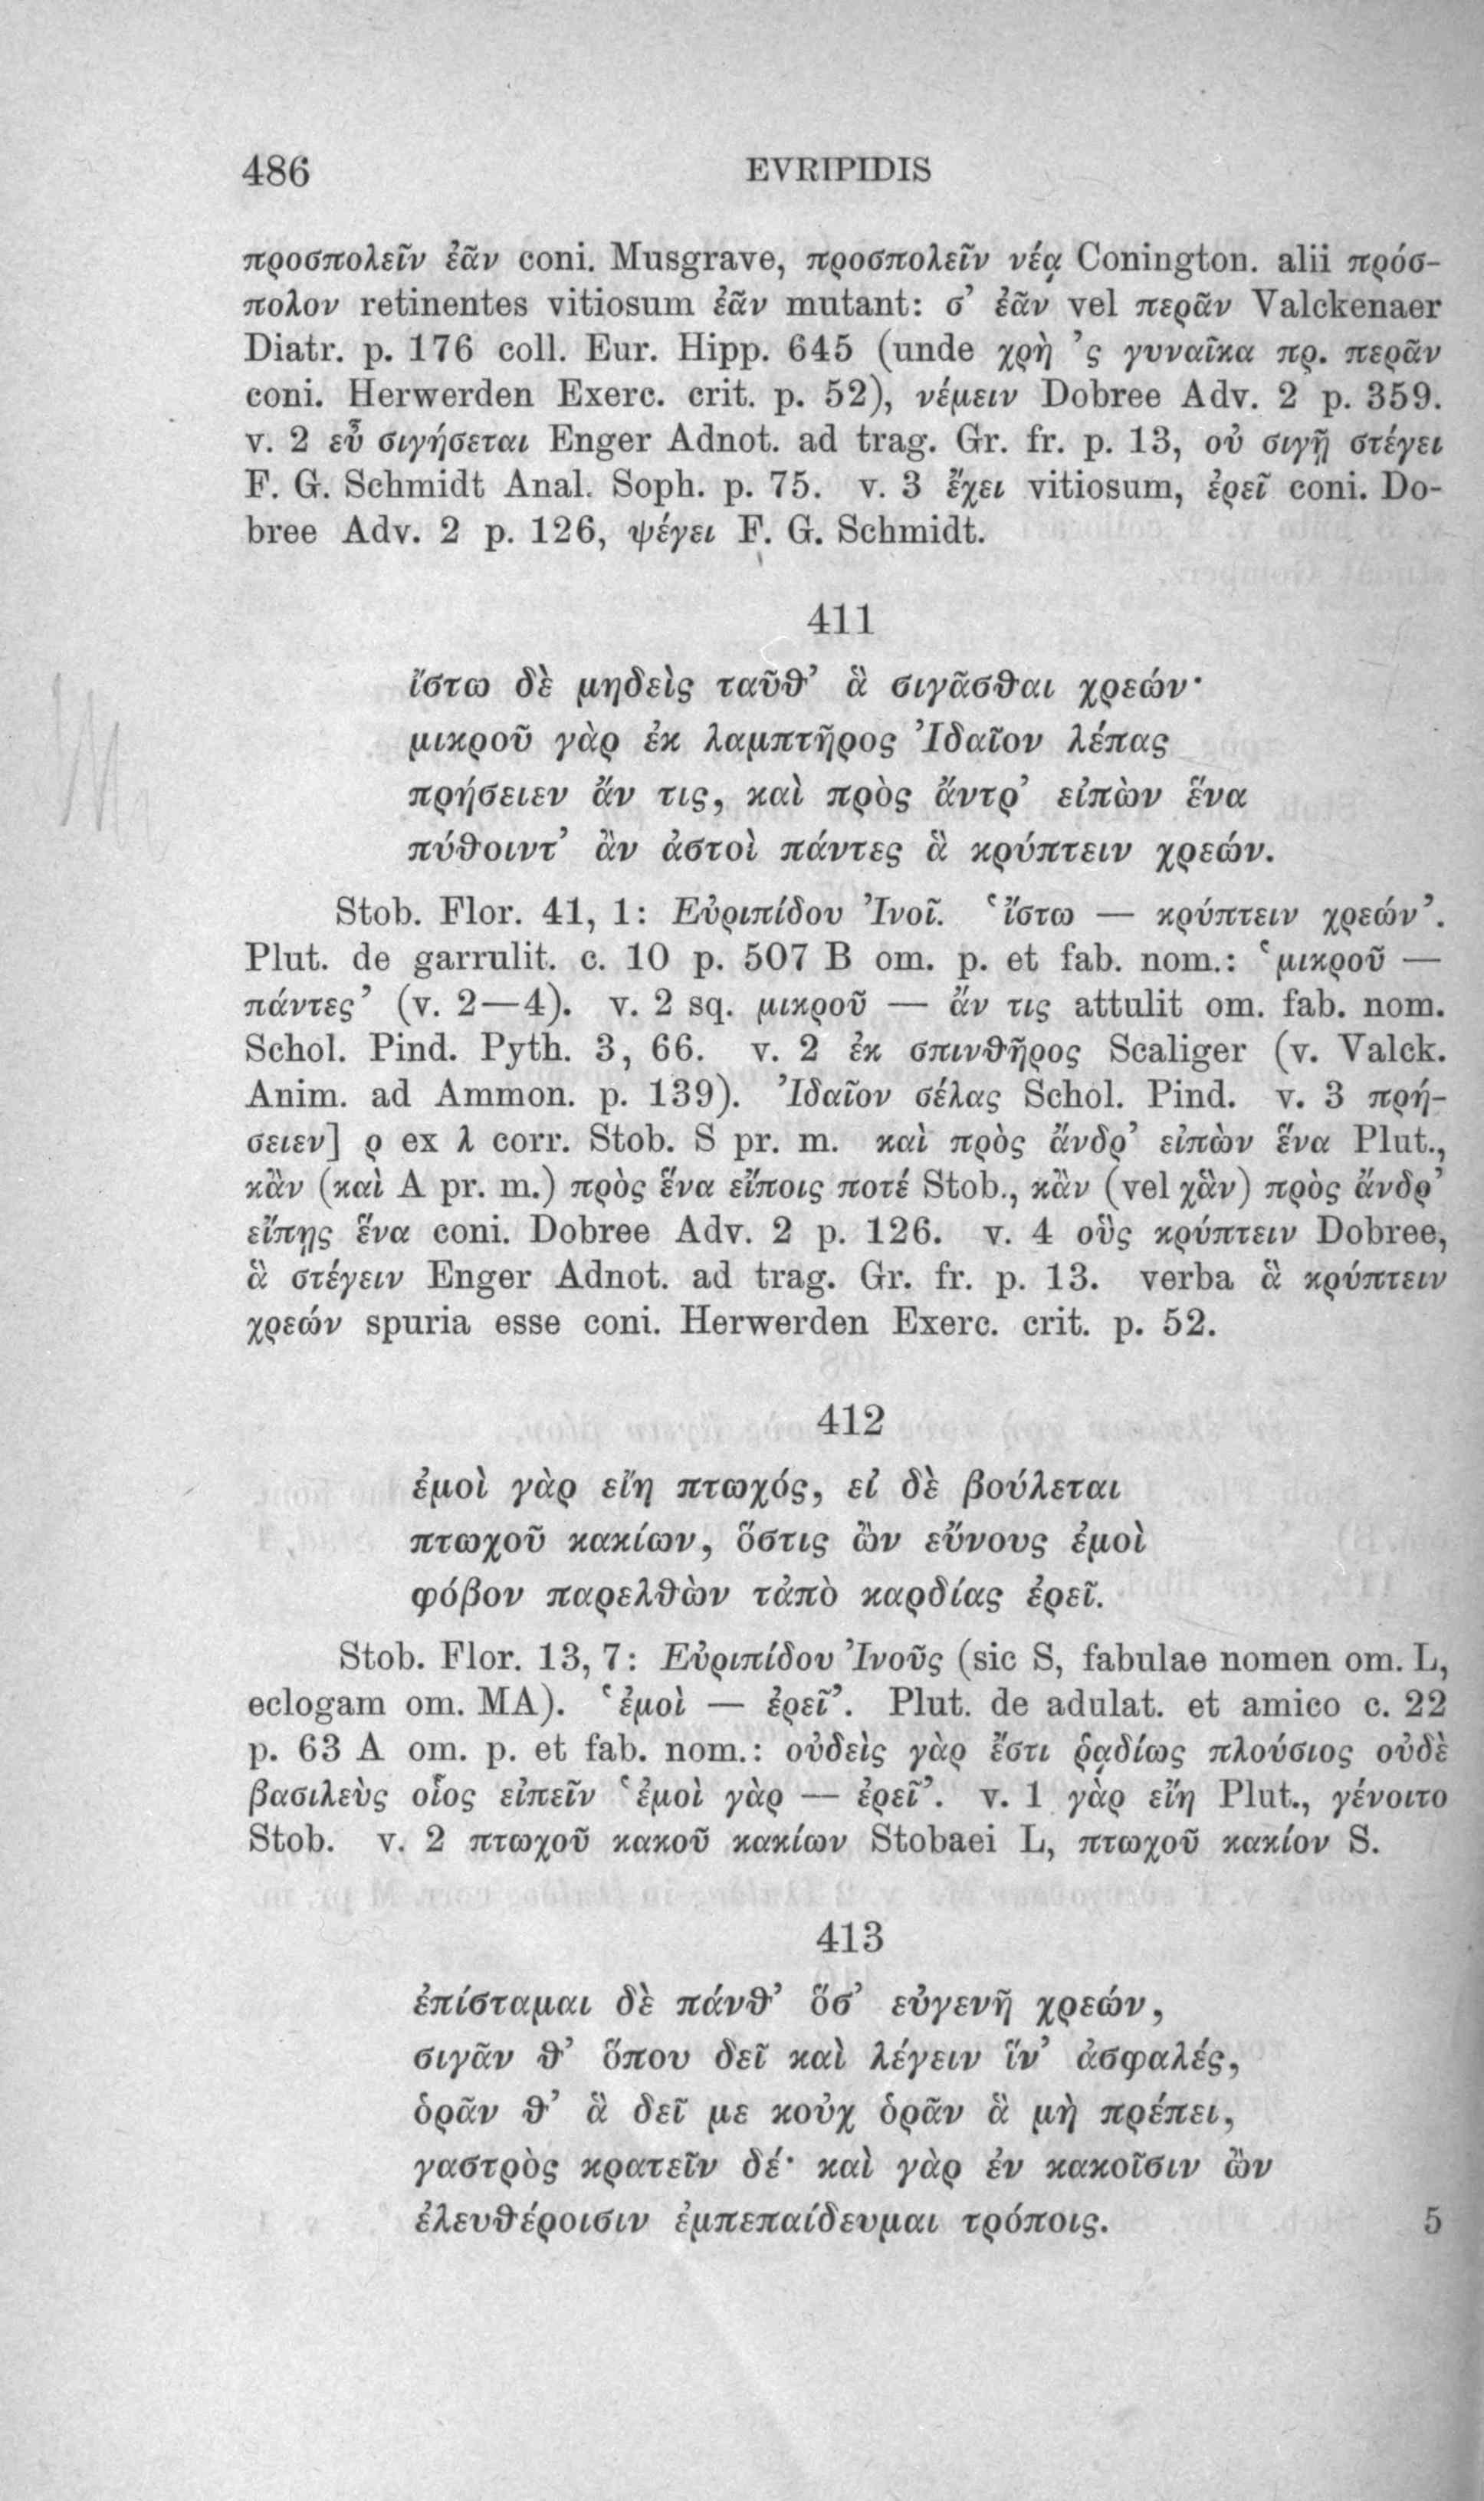 486 EVRIPIDIS
προσπολεῖν ἐᾶν coni. Musgrave, προσπολεῖν νέᾳ Conington. alii πρόσ-
πολον retinentes vitiosum ἐᾶν mutant: σ’ ἐᾶν vel περᾶν Valckenaer
Diatr. p. 176 coll. Eur. Hipp. 645 (unde χρὴ ’ς γυναῖκα πρ. περᾶν
coni. Herwerden Exerc. crit. p. 52), νέμειν Dobree Adv. 2 p. 359.
v. 2 εὖ σιγήσεται Enger Adnot. ad trag. Gr. fr. p. 13, οὐ σιγῇ στέγει
F. G. Schmidt Anal. Soph. p. 75. v. 3 ἔχει vitiosum, ἐρεῖ coni. Do-
bree Adv. 2 p. 126, ψέγει F. G. Schmidt.
411
ἴστω δὲ μηδεὶς ταῦθ’ ἃ σιγᾶσθαι χρεών·
μικροῦ γὰρ ἐκ λαμπτῆρος Ἰδαῖον λέπας
πρήσειεν ἄν τις, καὶ πρὸς ἄντρ’ εἰπὼν ἕνα
πύθοιντ’ ἂν ἀστοὶ πάντες ἃ κρύπτειν χρεών.
Stob. Flor. 41, 1: Εὐριπίδου Ἰνοῖ. ‘ἴστω — κρύπτειν χρεών’.
Plut. de garrulit. c. 10 p. 507 B om. p. et fab. nom.: ‘μικροῦ —
πάντες’ (v. 2—4). v. 2 sq. μικροῦ — ἄν τις attulit om. fab. nom.
Schol. Pind. Pyth. 3, 66. v. 2 ἐκ σπινθῆρος Scaliger (v. Valck.
Anim. ad Ammon. p. 139). Ἰδαῖον σέλας Schol. Pind. v. 3 πρή-
σειεν] ρ ex λ corr. Stob. S pr. m. καὶ πρὸς ἄνδρ’ εἰπὼν ἕνα Plut.,
κἂν (καὶ A pr. m.) πρὸς ἕνα εἴποις ποτέ Stob., κἂν (vel χἂν) πρὸς ἄνδρ’
εἴπῃς ἕνα coni. Dobree Adv. 2 p. 126. v. 4 οὓς κρύπτειν Dobree,
ἃ στέγειν Enger Adnot. ad trag. Gr. fr. p. 13. verba ἃ κρύπτειν
χρεών spuria esse coni. Herwerden Exerc. crit. p. 52.
412
ἐμοὶ γὰρ εἴη πτωχός, εἰ δὲ βούλεται
πτωχοῦ κακίων, ὅστις ὢν εὔνους ἐμοὶ
φόβον παρελθὼν τἀπὸ καρδίας ἐρεῖ.
Stob. Flor. 13, 7: Εὐριπίδου Ἰνοῦς (sic S, fabulae nomen om. L,
eclogam om. MA). ‘ἐμοὶ — ἐρεῖ’. Plut. de adulat. et amico c. 22
p. 63 A om. p. et fab. nom.: οὐδεὶς γὰρ ἔστι ῥᾳδίως πλούσιος οὐδὲ
βασιλεὺς οἷος εἰπεῖν ‘ἐμοὶ γὰρ — ἐρεῖ’. v. 1 γὰρ εἴη Plut., γένοιτο
Stob. v. 2 πτωχοῦ κακοῦ κακίων Stobaei L, πτωχοῦ κακίον S.
413
ἐπίσταμαι δὲ πάνθ’ ὅσ’ εὐγενῆ χρεών,
σιγᾶν θ’ ὅπου δεῖ καὶ λέγειν ἵν’ ἀσφαλές,
ὁρᾶν θ’ ἃ δεῖ με κοὐχ ὁρᾶν ἃ μὴ πρέπει,
γαστρὸς κρατεῖν δέ· καὶ γὰρ ἐν κακοῖσιν ὢν
ἐλευθέροισιν ἐμπεπαίδευμαι τρόποις. 5